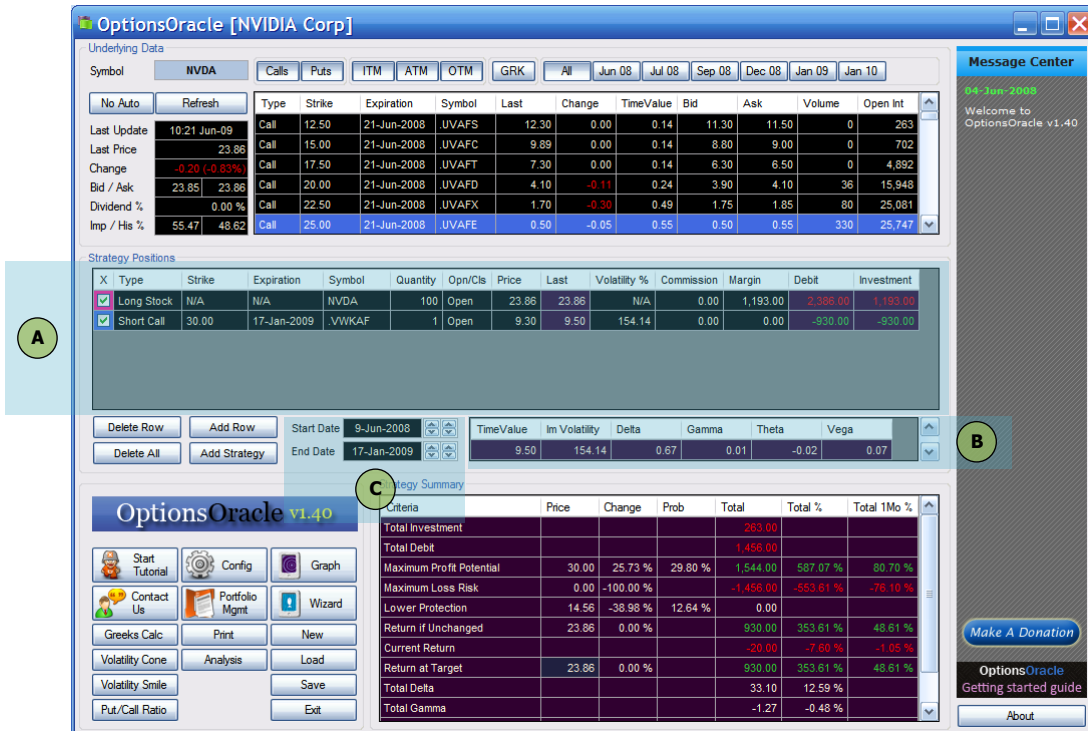 OptionsOracle [NVIDIA Corp]
Underlying Data
Symbol NVDA Calls Puts ITM ATM OTM GRK All Jun 08 Jul 08 Sep 08 Dec 08 Jan 09 Jan 10
No Auto Refresh
Last Update 10:21 Jun-09
Last Price 23.86
Change -0.20 (-0.83%)
Bid / Ask 23.85 23.86
Dividend % 0.00 %
Imp / His % 55.47 48.62
Type Strike Expiration Symbol Last Change TimeValue Bid Ask Volume Open Int
Call 12.50 21-Jun-2008 .UVAFS 12.30 0.00 0.14 11.30 11.50 0 263
Call 15.00 21-Jun-2008 .UVAFC 9.89 0.00 0.14 8.80 9.00 0 702
Call 17.50 21-Jun-2008 .UVAFT 7.30 0.00 0.14 6.30 6.50 0 4,892
Call 20.00 21-Jun-2008 .UVAFD 4.10 -0.11 0.24 3.90 4.10 36 15,948
Call 22.50 21-Jun-2008 .UVAFX 1.70 -0.30 0.49 1.75 1.85 80 25,081
Call 25.00 21-Jun-2008 .UVAFE 0.50 -0.05 0.55 0.50 0.55 330 25,747
Message Center
04-Jun-2008
Welcome to
OptionsOracle v1.40
Strategy Positions
X Type Strike Expiration Symbol Quantity Opn/Cls Price Last Volatility % Commission Margin Debit Investment
Long Stock N/A N/A NVDA 100 Open 23.86 23.86 N/A 0.00 1,193.00 2,386.00 1,193.00
Short Call 30.00 17-Jan-2009 .VWKAF 1 Open 9.30 9.50 154.14 0.00 0.00 -930.00 -930.00
A
Delete Row Add Row
Delete All Add Strategy
Start Date 9-Jun-2008
End Date 17-Jan-2009
TimeValue Im Volatility Delta Gamma Theta Vega
9.50 154.14 0.67 0.01 -0.02 0.07
B
C
Strategy Summary
OptionsOracle v1.40
Start Tutorial Config Graph
Contact Us Portfolio Mgmt Wizard
Greeks Calc Print New
Volatility Cone Analysis Load
Volatility Smile Save
Put/Call Ratio Exit
Criteria Price Change Prob Total Total % Total 1Mo %
Total Investment 263.00
Total Debit 1,456.00
Maximum Profit Potential 30.00 25.73 % 29.80 % 1,544.00 587.07 % 80.70 %
Maximum Loss Risk 0.00 -100.00 % -1,456.00 -553.61 % -76.10 %
Lower Protection 14.56 -38.98 % 12.64 % 0.00
Return if Unchanged 23.86 0.00 % 930.00 353.61 % 48.61 %
Current Return -20.00 -7.60 % -1.05 %
Return at Target 23.86 0.00 % 930.00 353.61 % 48.61 %
Total Delta 33.10 12.59 %
Total Gamma -1.27 -0.48 %
Make A Donation
OptionsOracle
Getting started guide
About